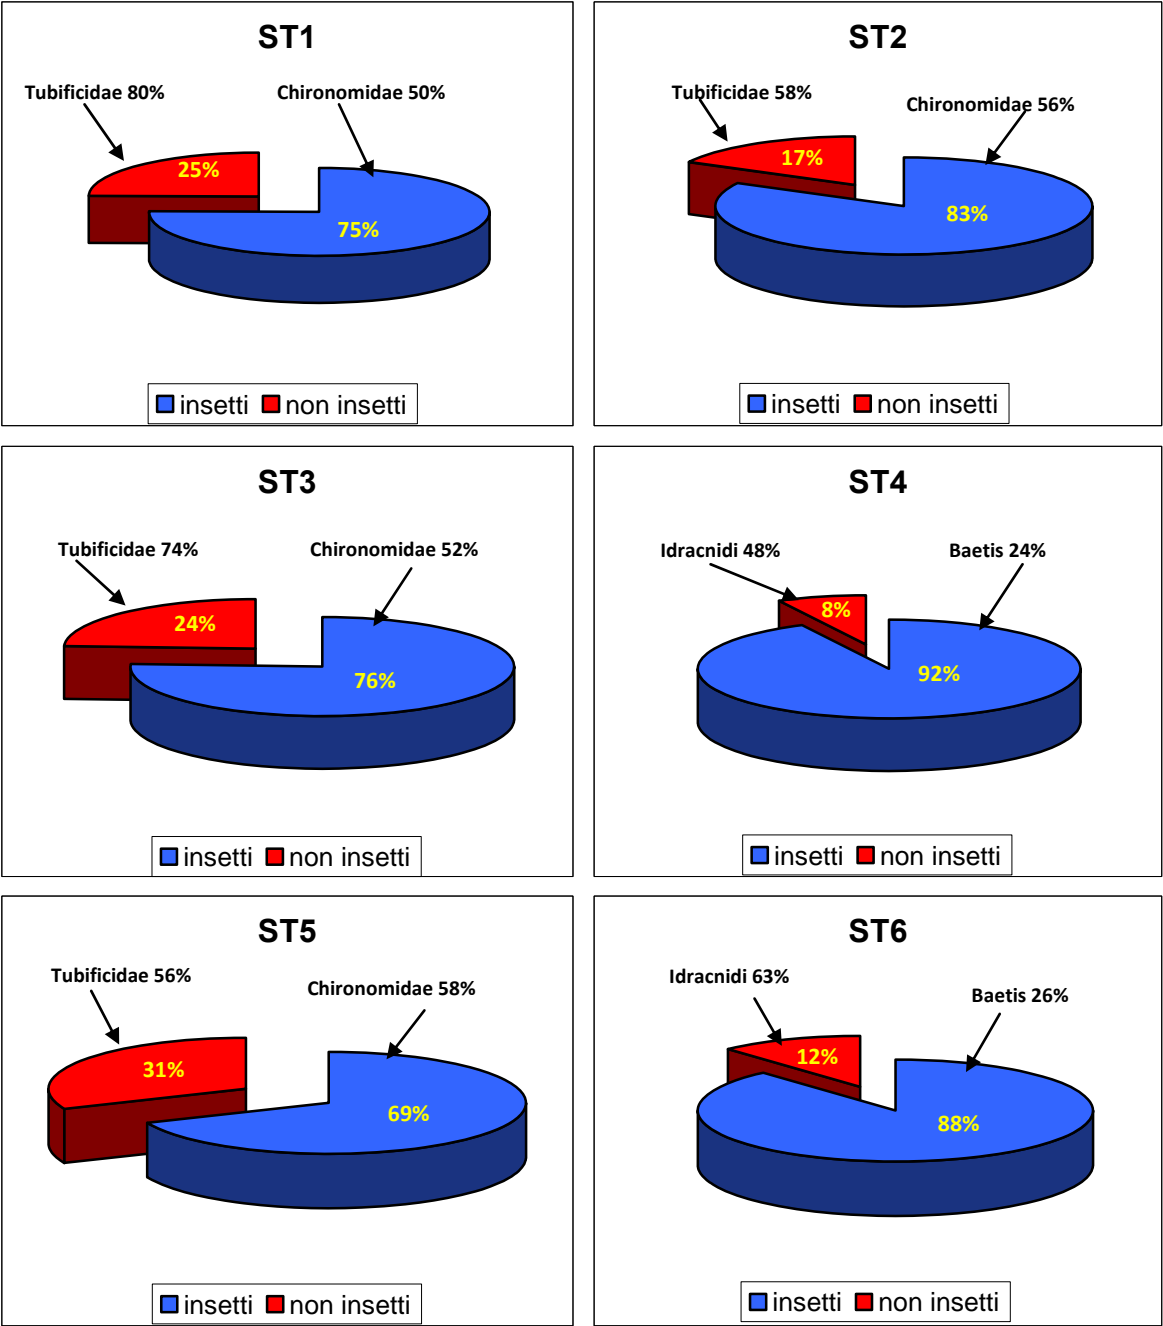 ST1
Tubificidae 80%
Chironomidae 50%
25%
75%
insetti non insetti
ST2
Tubificidae 58%
Chironomidae 56%
17%
83%
insetti non insetti
ST3
Tubificidae 74%
Chironomidae 52%
24%
76%
insetti non insetti
ST4
Idracnidi 48%
Baetis 24%
8%
92%
insetti non insetti
ST5
Tubificidae 56%
Chironomidae 58%
31%
69%
insetti non insetti
ST6
Idracnidi 63%
Baetis 26%
12%
88%
insetti non insetti